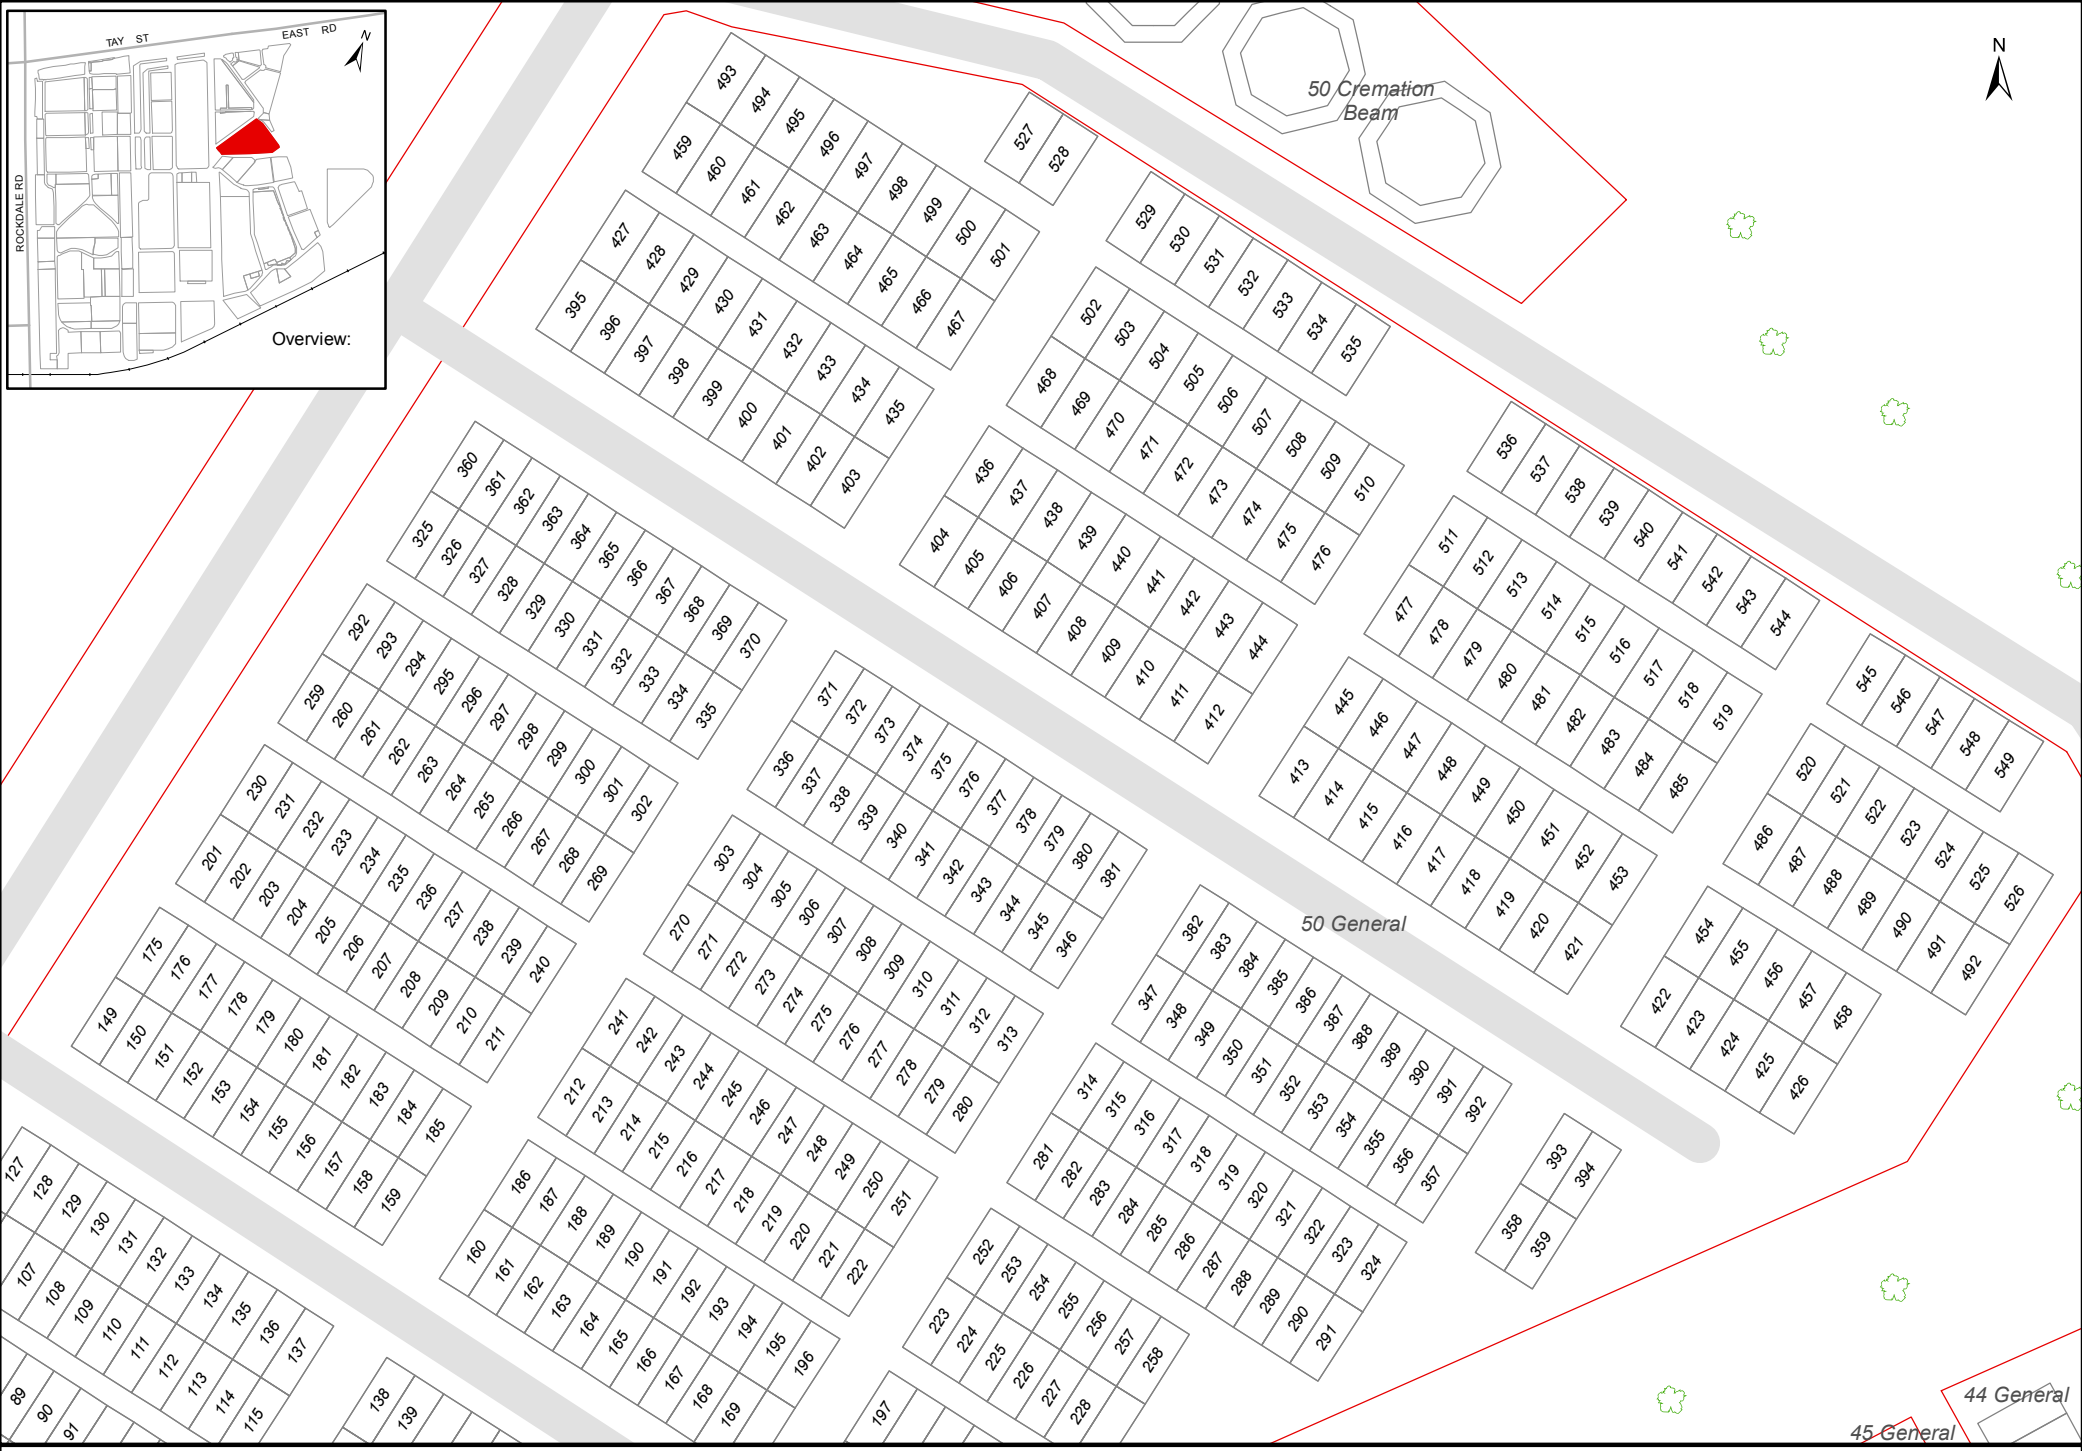 TAY ST
EAST RD
N
ROCKDALE RD
Overview:
N
50 Cremation
Beam
493 494 495 496 497 498 499 500 501
459 460 461 462 463 464 465 466 467
527 528
529 530 531 532 533 534 535
536 537 538 539 540 541 542 543 544
545 546 547 548 549
427 428 429 430 431 432 433 434 435
395 396 397 398 399 400 401 402 403
502 503 504 505 506 507 508 509 510
468 469 470 471 472 473 474 475 476
511 512 513 514 515 516 517 518 519
477 478 479 480 481 482 483 484 485
520 521 522 523 524 525 526
486 487 488 489 490 491 492
436 437 438 439 440 441 442 443 444
404 405 406 407 408 409 410 411 412
445 446 447 448 449 450 451 452 453
413 414 415 416 417 418 419 420 421
454 455 456 457 458
422 423 424 425 426
50 General
360 361 362 363 364 365 366 367 368 369 370
325 326 327 328 329 330 331 332 333 334 335
371 372 373 374 375 376 377 378 379 380 381
336 337 338 339 340 341 342 343 344 345 346
382 383 384 385 386 387 388 389 390 391 392
347 348 349 350 351 352 353 354 355 356 357
393 394
358 359
292 293 294 295 296 297 298 299 300 301 302
259 260 261 262 263 264 265 266 267 268 269
303 304 305 306 307 308 309 310 311 312 313
270 271 272 273 274 275 276 277 278 279 280
314 315 316 317 318 319 320 321 322 323 324
281 282 283 284 285 286 287 288 289 290 291
230 231 232 233 234 235 236 237 238 239 240
201 202 203 204 205 206 207 208 209 210 211
241 242 243 244 245 246 247 248 249 250 251
212 213 214 215 216 217 218 219 220 221 222
252 253 254 255 256 257 258
223 224 225 226 227 228
175 176 177 178 179 180 181 182 183 184 185
149 150 151 152 153 154 155 156 157 158 159
186 187 188 189 190 191 192 193 194 195 196
160 161 162 163 164 165 166 167 168 169
197
127 128 129 130 131 132 133 134 135 136 137
107 108 109 110 111 112 113 114 115
138 139
89 90 91
44 General
45 General